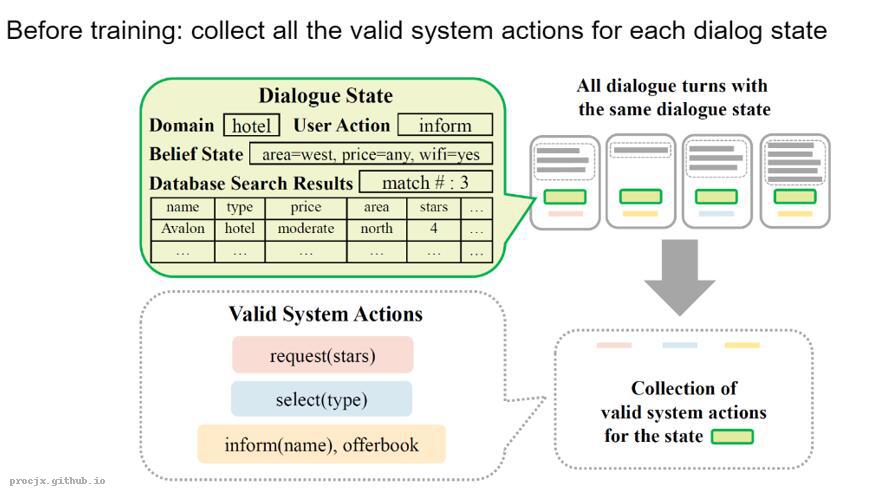 Before training: collect all the valid system actions for each dialog state
Dialogue State
Domain hotel User Action inform
Belief State area=west, price=any, wifi=yes
Database Search Results match # : 3
name type price area stars …
Avalon hotel moderate north 4 …
… … … … … …
All dialogue turns with
the same dialogue state
Valid System Actions
request(stars)
select(type)
inform(name), offerbook
Collection of
valid system actions
for the state
procjx.github.io